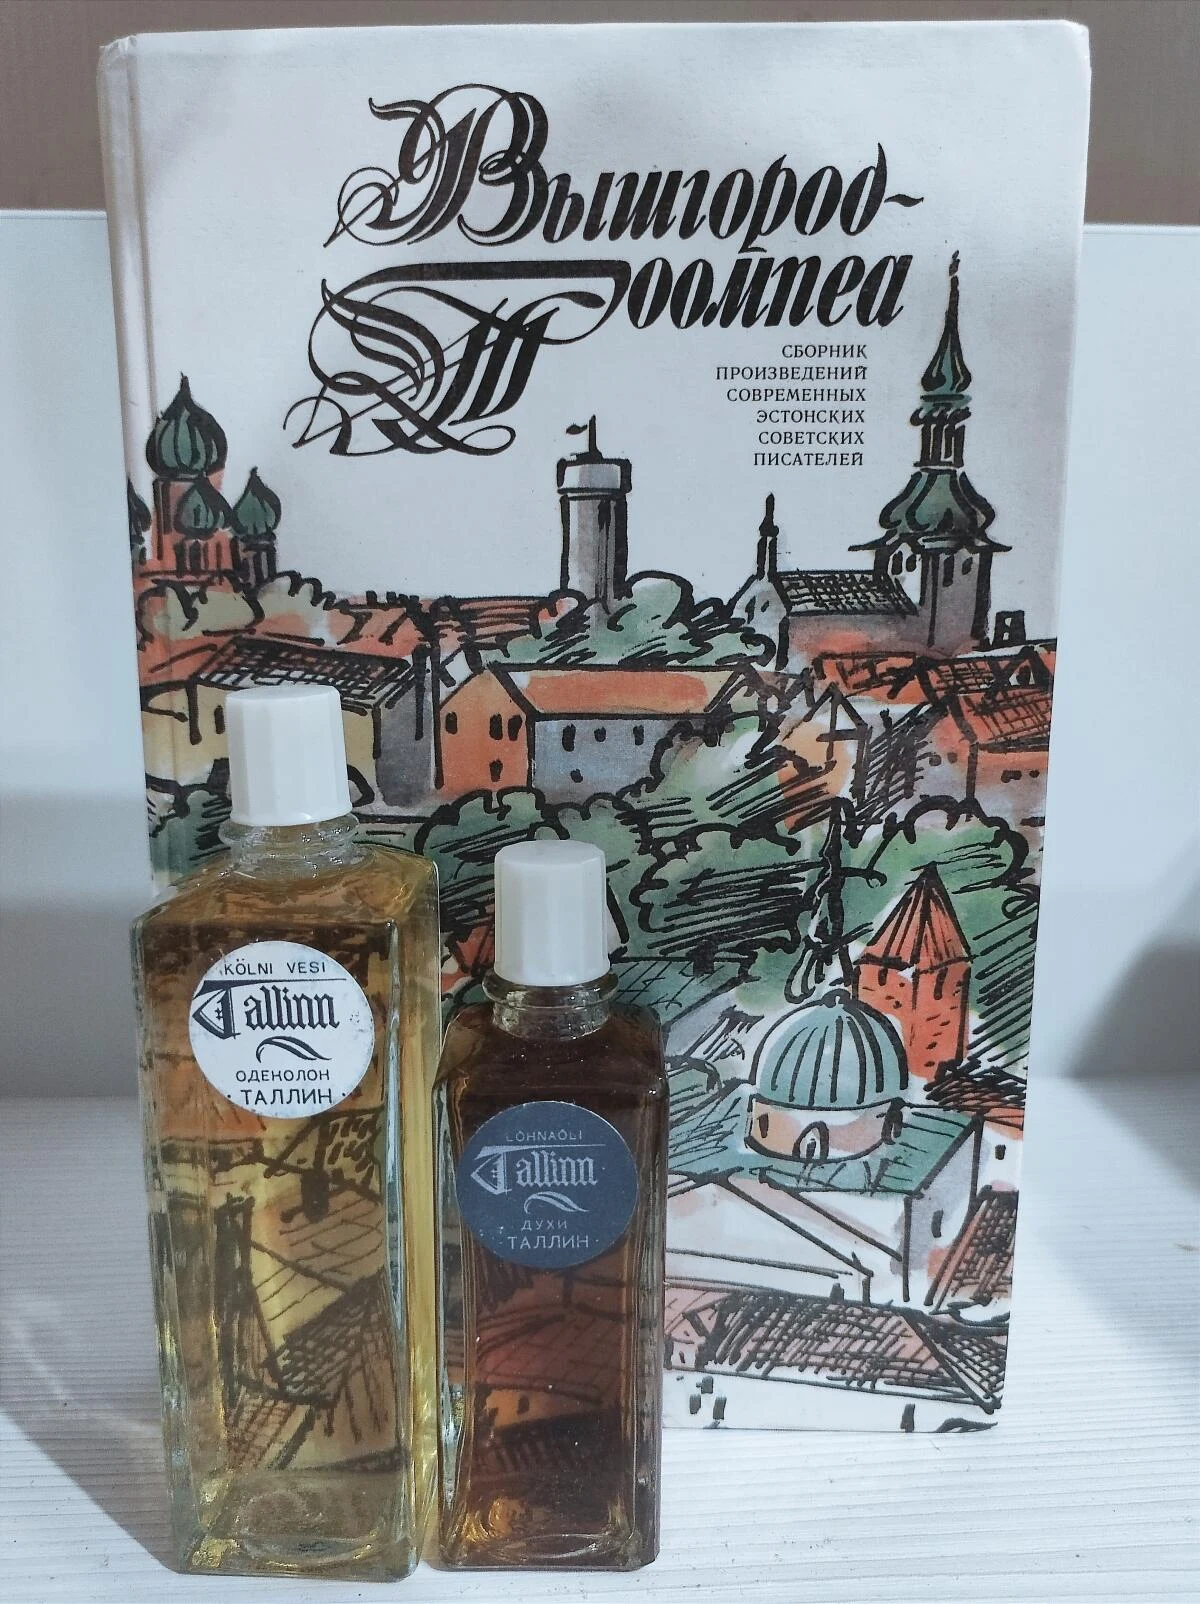 Вышгород-
Тоомпеа
СБОРНИК
ПРОИЗВЕДЕНИЙ
СОВРЕМЕННЫХ
ЭСТОНСКИХ
СОВЕТСКИХ
ПИСАТЕЛЕЙ
KÖLNI VESI
Tallinn
ОДЕКОЛОН
· ТАЛЛИН ·
LÕHNAÕLI
Tallinn
ДУХИ
· ТАЛЛИН ·